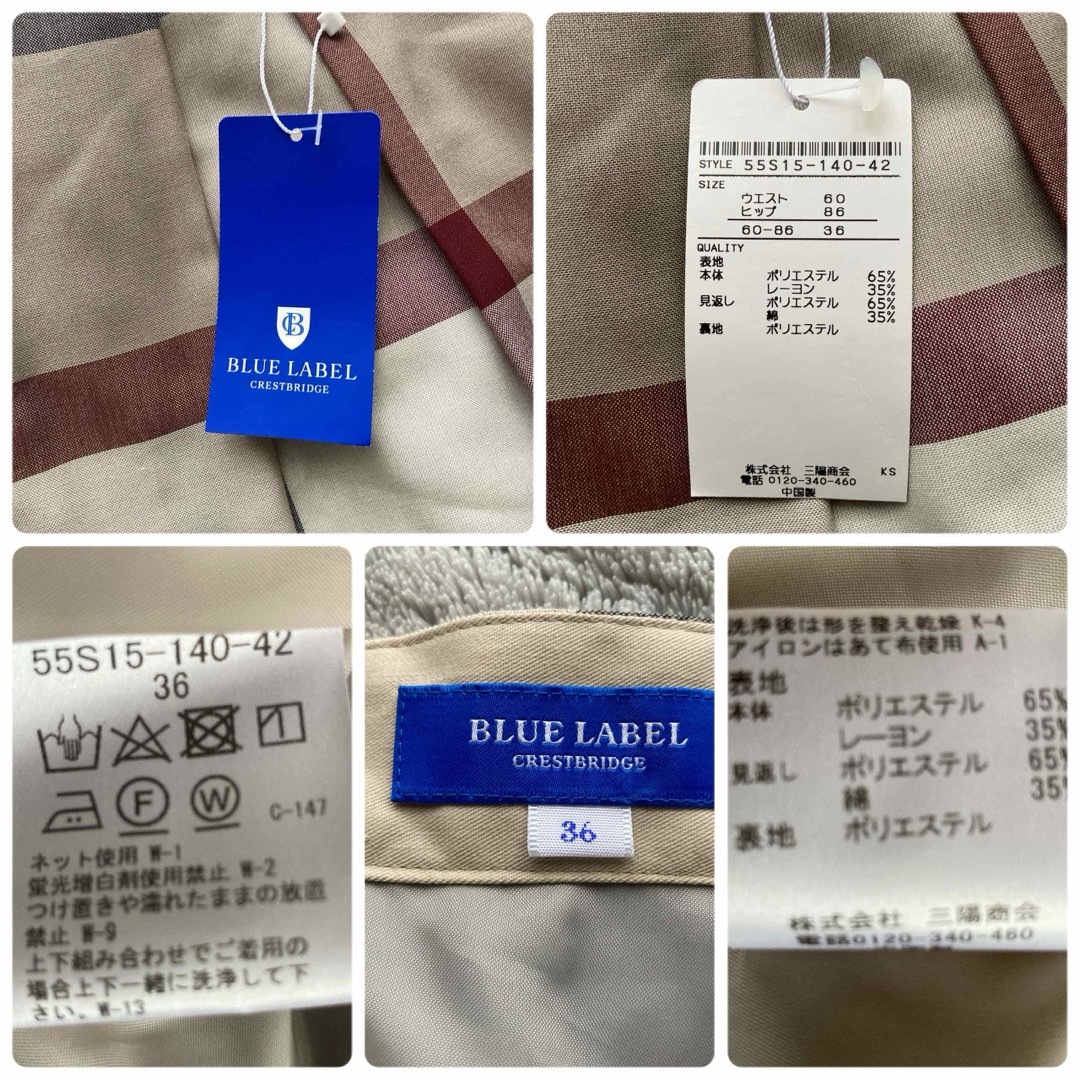 CB
BLUE LABEL
CRESTBRIDGE
STYLE 55S15-140-42
SIZE
ウエスト 60
ヒップ 86
60-86 36
QUALITY
表地
本体 ポリエステル 65%
レーヨン 35%
見返し ポリエステル 65%
綿 35%
裏地 ポリエステル
株式会社 三陽商会 KS
電話 0120-340-460
中国製
55S15-140-42
36
F W C-147
ネット使用 W-1
蛍光増白剤使用禁止 W-2
つけ置きや濡れたままの放置
禁止 W-9
上下組み合わせでご着用の
場合上下一緒に洗浄して下
さい。W-13
BLUE LABEL
CRESTBRIDGE
36
洗浄後は形を整え乾燥 K-4
アイロンはあて布使用 A-1
表地
本体 ポリエステル 65%
レーヨン 35%
見返し ポリエステル 65%
綿 35%
裏地 ポリエステル
株式会社 三陽商会
電話0120-340-460